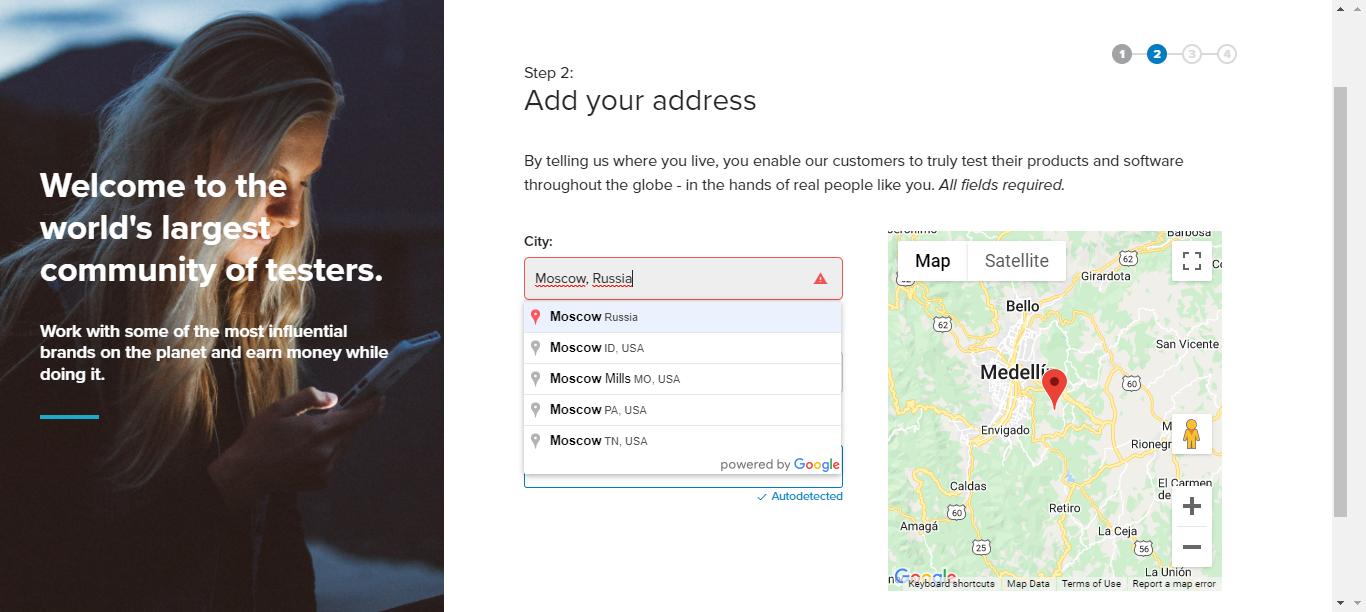 Welcome to the
world's largest
community of testers.
Work with some of the most influential
brands on the planet and earn money while
doing it.
1 2 3 4
Step 2:
Add your address
By telling us where you live, you enable our customers to truly test their products and software
throughout the globe - in the hands of real people like you. All fields required.
City:
Moscow, Russia
Moscow Russia
Moscow ID, USA
Moscow Mills MO, USA
Moscow PA, USA
Moscow TN, USA
powered by Google
Autodetected
Barbosa
Map Satellite
62
Girardota
Bello
62
San Vicente
Medellín
60
Envigado
Rionegr
Caldas
El Carmen
de
60
Retiro
Amagá
La Ceja
25
56
La Unión
Google
Keyboard shortcuts Map Data Terms of Use Report a map error